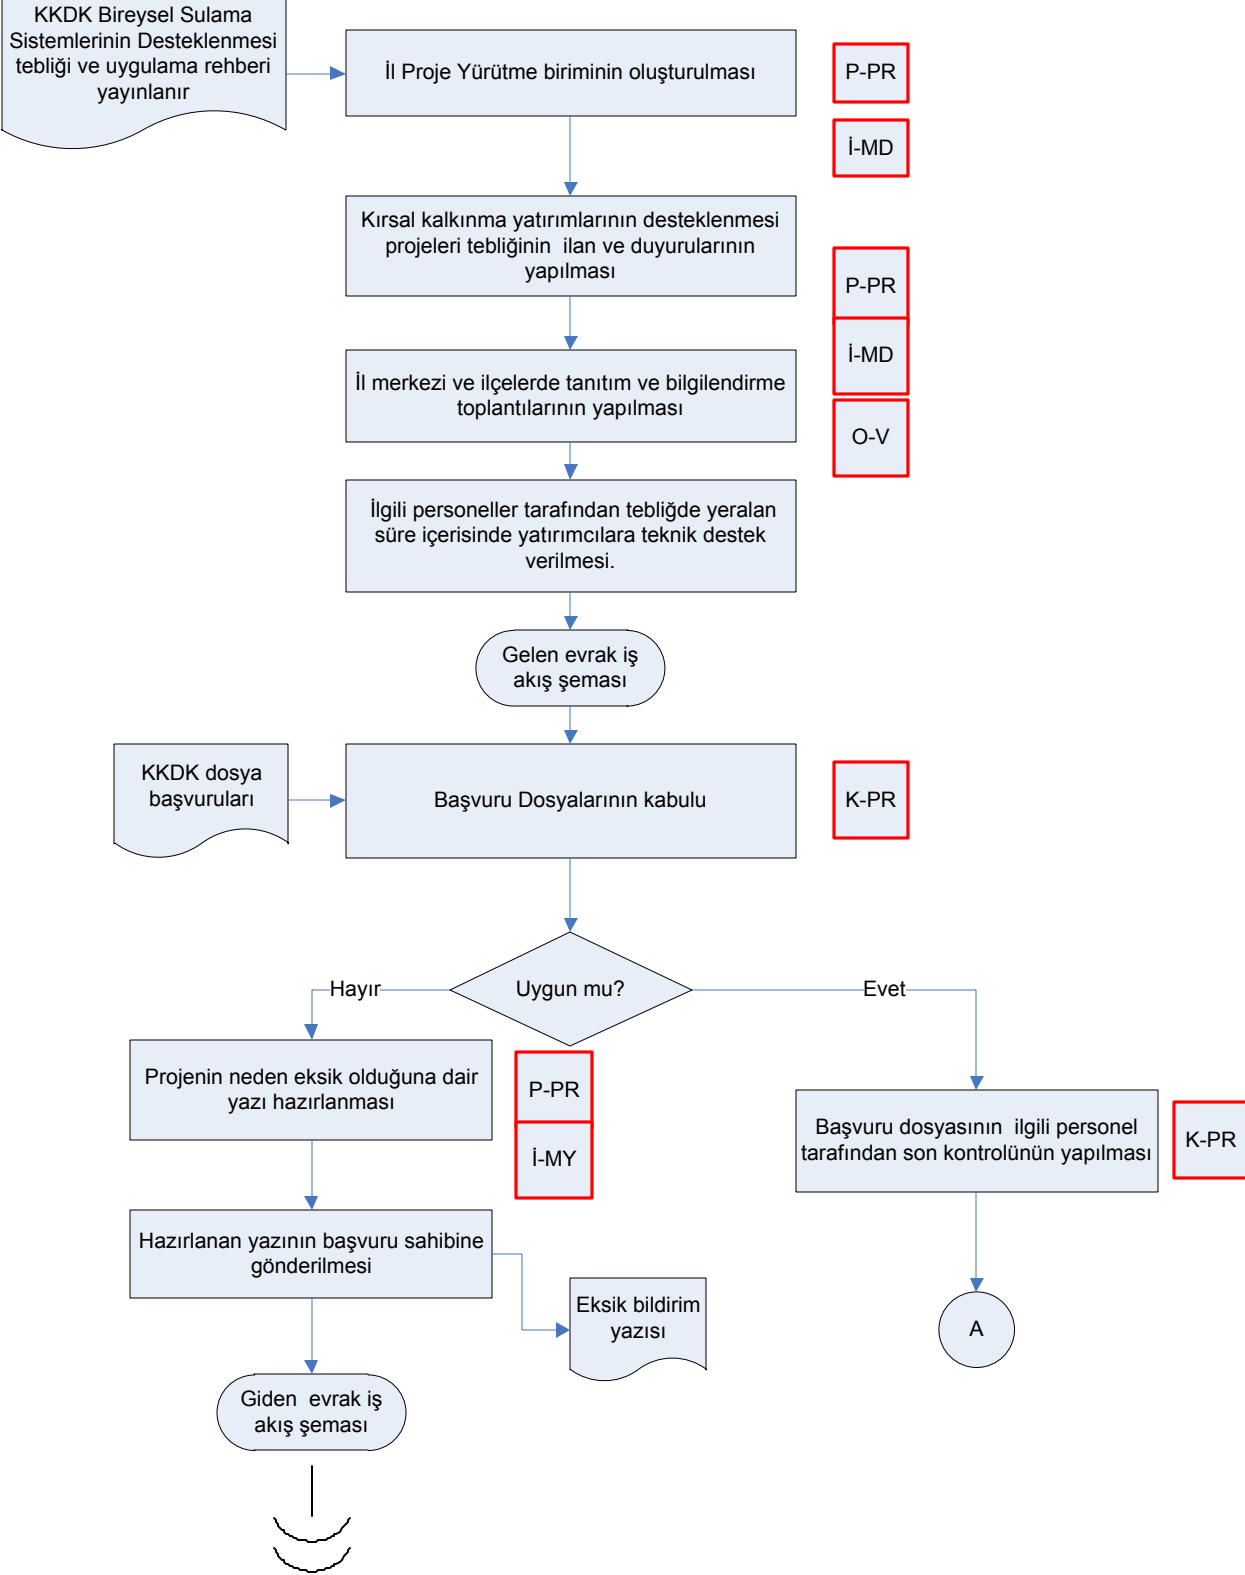 KKDK Bireysel Sulama
Sistemlerinin Desteklenmesi
tebliği ve uygulama rehberi
yayınlanır
İl Proje Yürütme biriminin oluşturulması
P-PR
İ-MD
Kırsal kalkınma yatırımlarının desteklenmesi
projeleri tebliğinin ilan ve duyurularının
yapılması
P-PR
İ-MD
İl merkezi ve ilçelerde tanıtım ve bilgilendirme
toplantılarının yapılması
O-V
İlgili personeller tarafından tebliğde yeralan
süre içerisinde yatırımcılara teknik destek
verilmesi.
Gelen evrak iş
akış şeması
KKDK dosya
başvuruları
Başvuru Dosyalarının kabulu
K-PR
Uygun mu?
Hayır
Evet
Projenin neden eksik olduğuna dair
yazı hazırlanması
P-PR
İ-MY
Başvuru dosyasının ilgili personel
tarafından son kontrolünün yapılması
K-PR
Hazırlanan yazının başvuru sahibine
gönderilmesi
Eksik bildirim
yazısı
A
Giden evrak iş
akış şeması